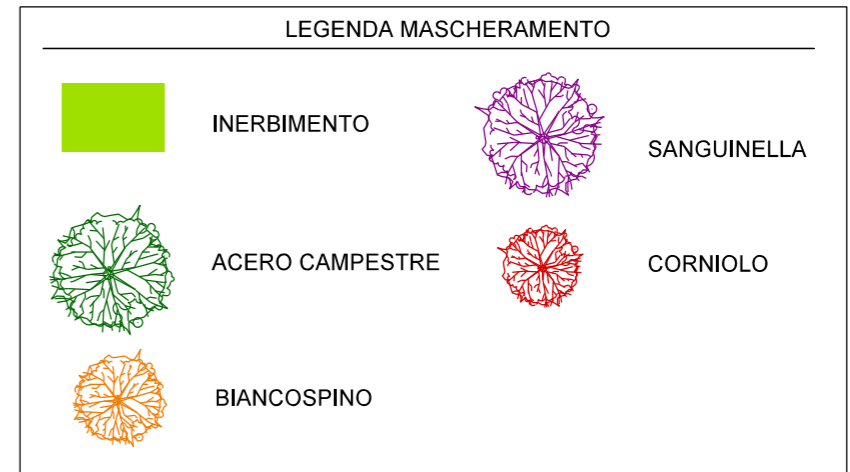 LEGENDA MASCHERAMENTO
INERBIMENTO
SANGUINELLA
ACERO CAMPESTRE
CORNIOLO
BIANCOSPINO